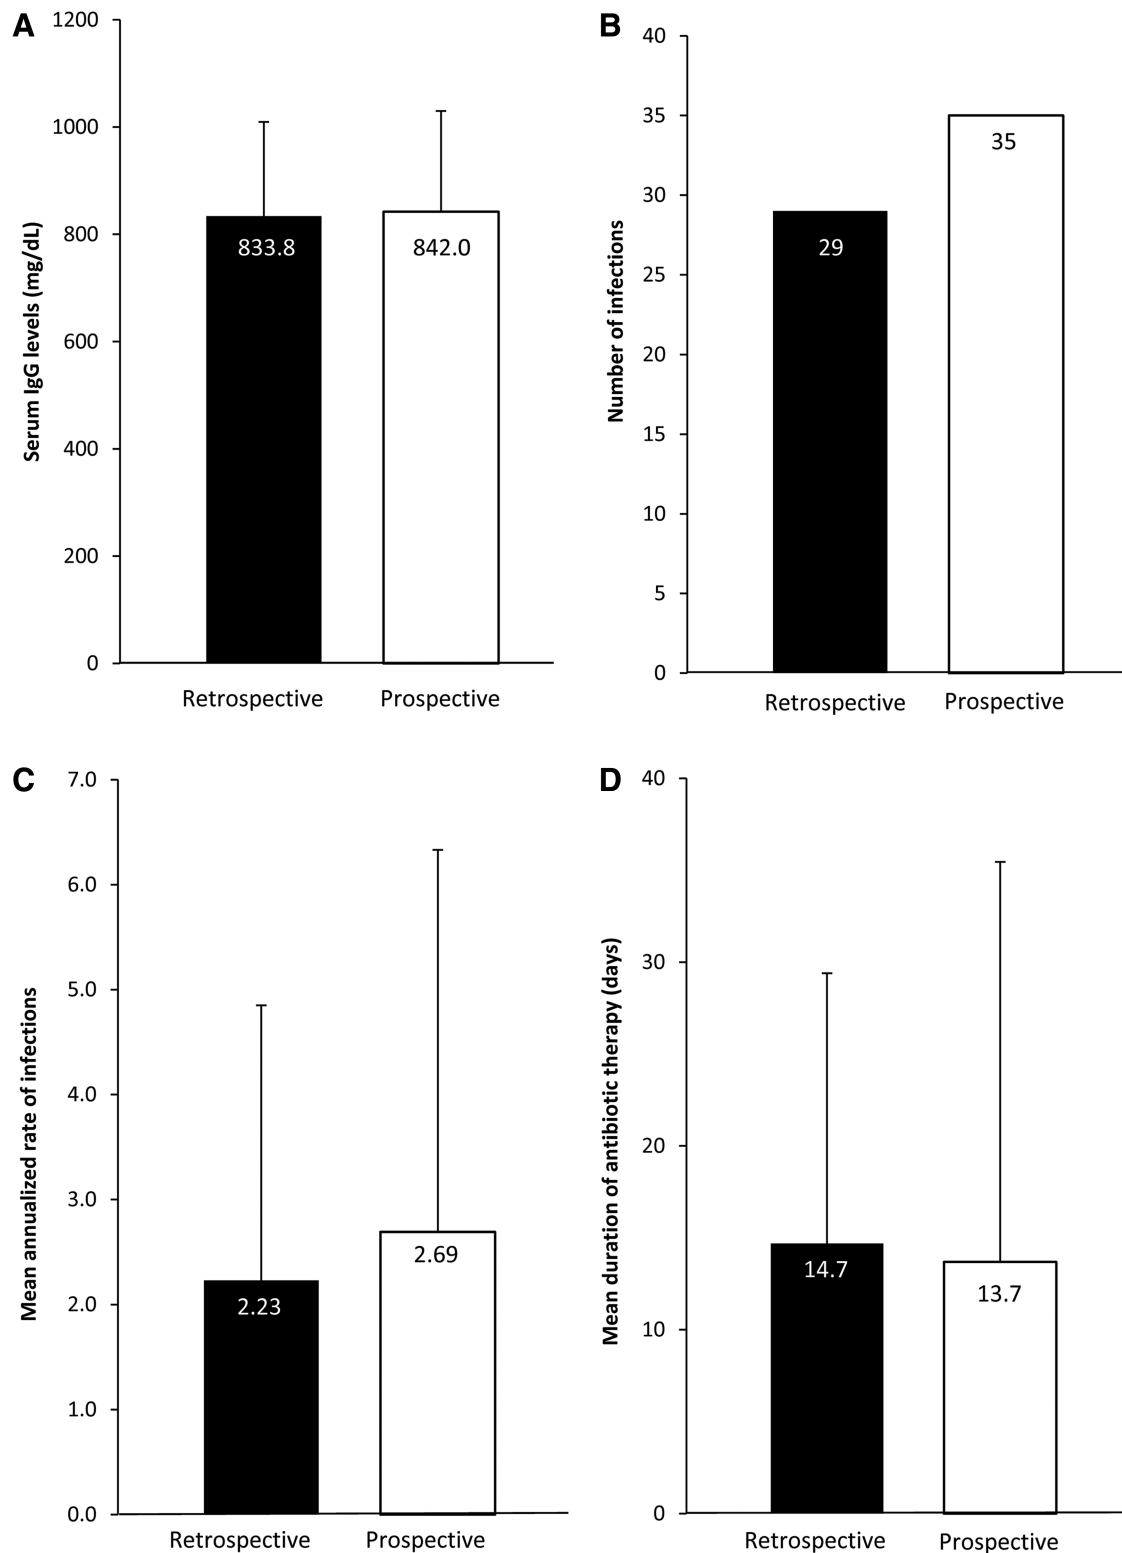 A
Serum IgG levels (mg/dL)
1200
1000
800
600
400
200
0
833.8
842.0
Retrospective
Prospective
B
Number of infections
40
35
30
25
20
15
10
5
0
29
35
Retrospective
Prospective
C
Mean annualized rate of infections
7.0
6.0
5.0
4.0
3.0
2.0
1.0
0.0
2.23
2.69
Retrospective
Prospective
D
Mean duration of antibiotic therapy (days)
40
30
20
10
0
14.7
13.7
Retrospective
Prospective